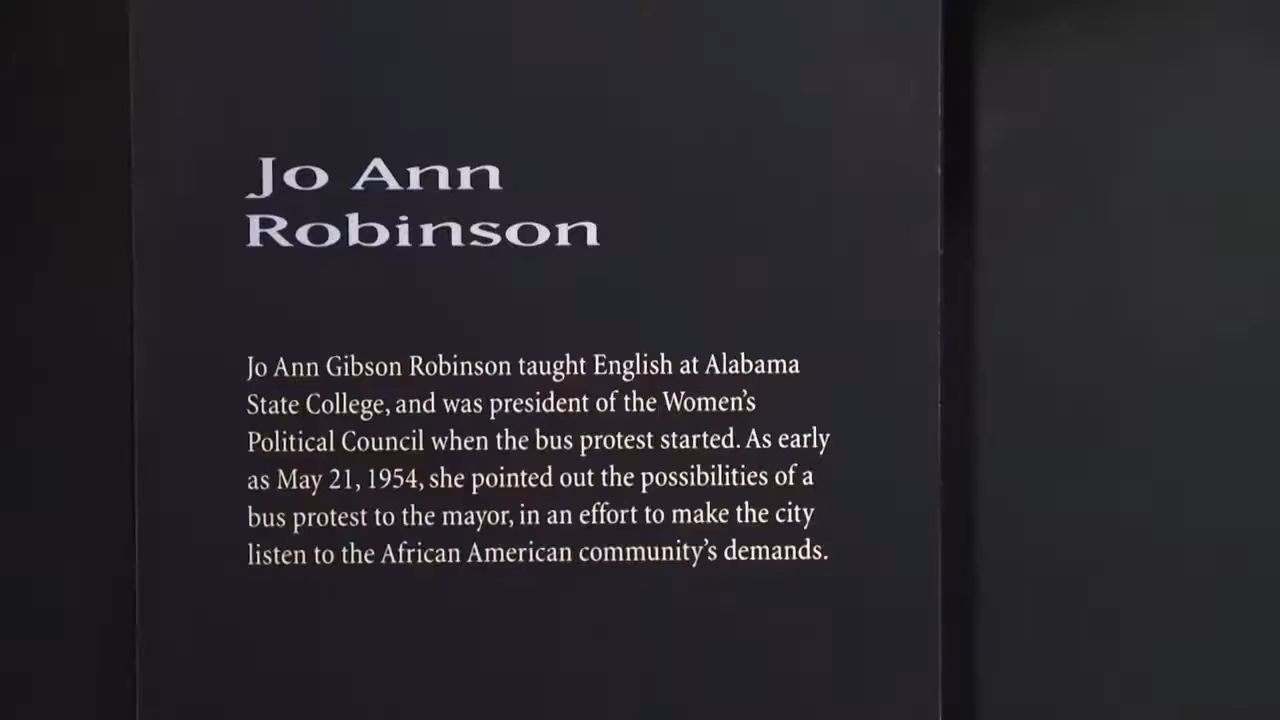 Jo Ann
Robinson
Jo Ann Gibson Robinson taught English at Alabama
State College, and was president of the Women’s
Political Council when the bus protest started. As early
as May 21, 1954, she pointed out the possibilities of a
bus protest to the mayor, in an effort to make the city
listen to the African American community’s demands.